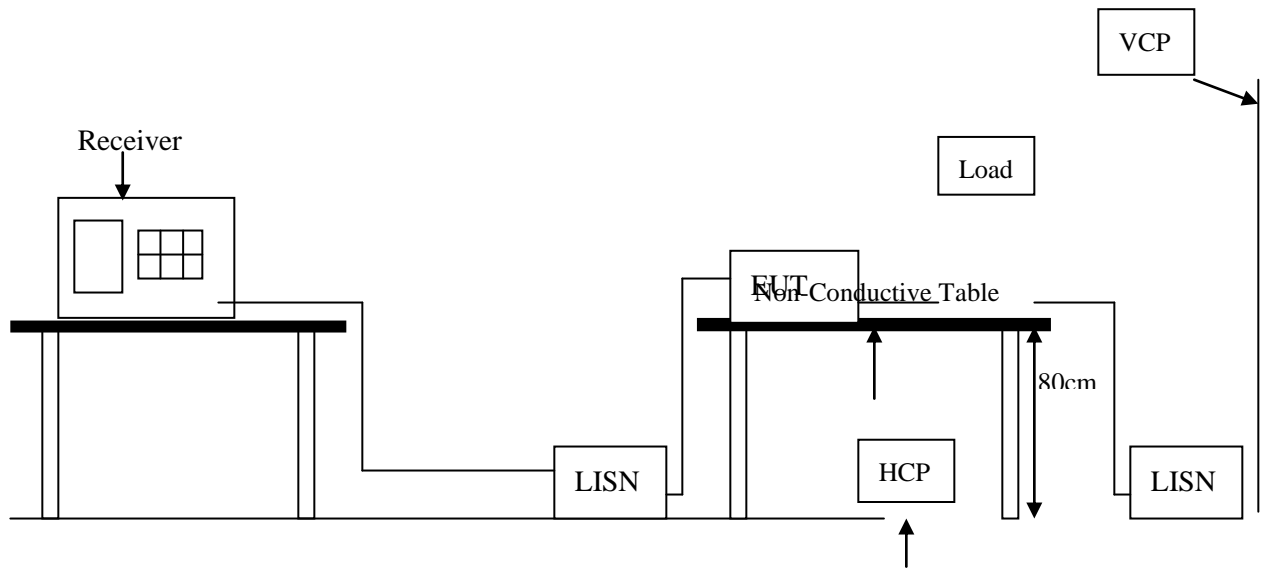 VCP
Receiver
Load
EUT
Non-Conductive Table
80cm
HCP
LISN
LISN